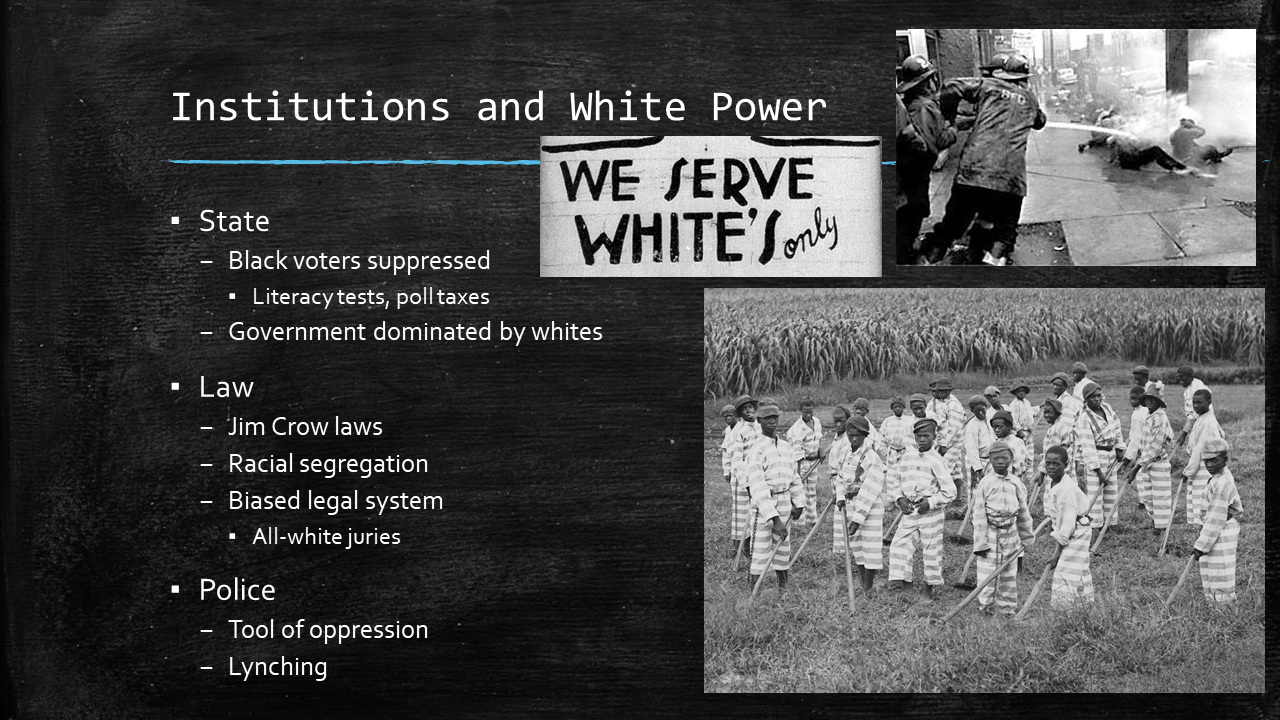 Institutions and White Power
WE SERVE
WHITE'S only
▪ State
– Black voters suppressed
▪ Literacy tests, poll taxes
– Government dominated by whites
▪ Law
– Jim Crow laws
– Racial segregation
– Biased legal system
▪ All-white juries
▪ Police
– Tool of oppression
– Lynching